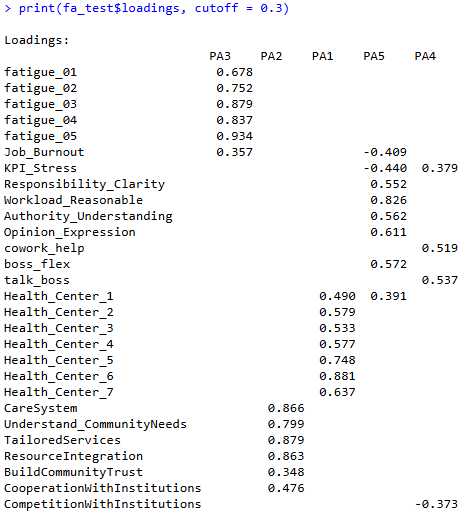 > print(fa_test$loadings, cutoff = 0.3)
Loadings:
PA3 PA2 PA1 PA5 PA4
fatigue_01 0.678
fatigue_02 0.752
fatigue_03 0.879
fatigue_04 0.837
fatigue_05 0.934
Job_Burnout 0.357 -0.409
KPI_Stress -0.440 0.379
Responsibility_Clarity 0.552
Workload_Reasonable 0.826
Authority_Understanding 0.562
Opinion_Expression 0.611
cowork_help 0.519
boss_flex 0.572
talk_boss 0.537
Health_Center_1 0.490 0.391
Health_Center_2 0.579
Health_Center_3 0.533
Health_Center_4 0.577
Health_Center_5 0.748
Health_Center_6 0.881
Health_Center_7 0.637
CareSystem 0.866
Understand_CommunityNeeds 0.799
TailoredServices 0.879
ResourceIntegration 0.863
BuildCommunityTrust 0.348
CooperationWithInstitutions 0.476
CompetitionWithInstitutions -0.373